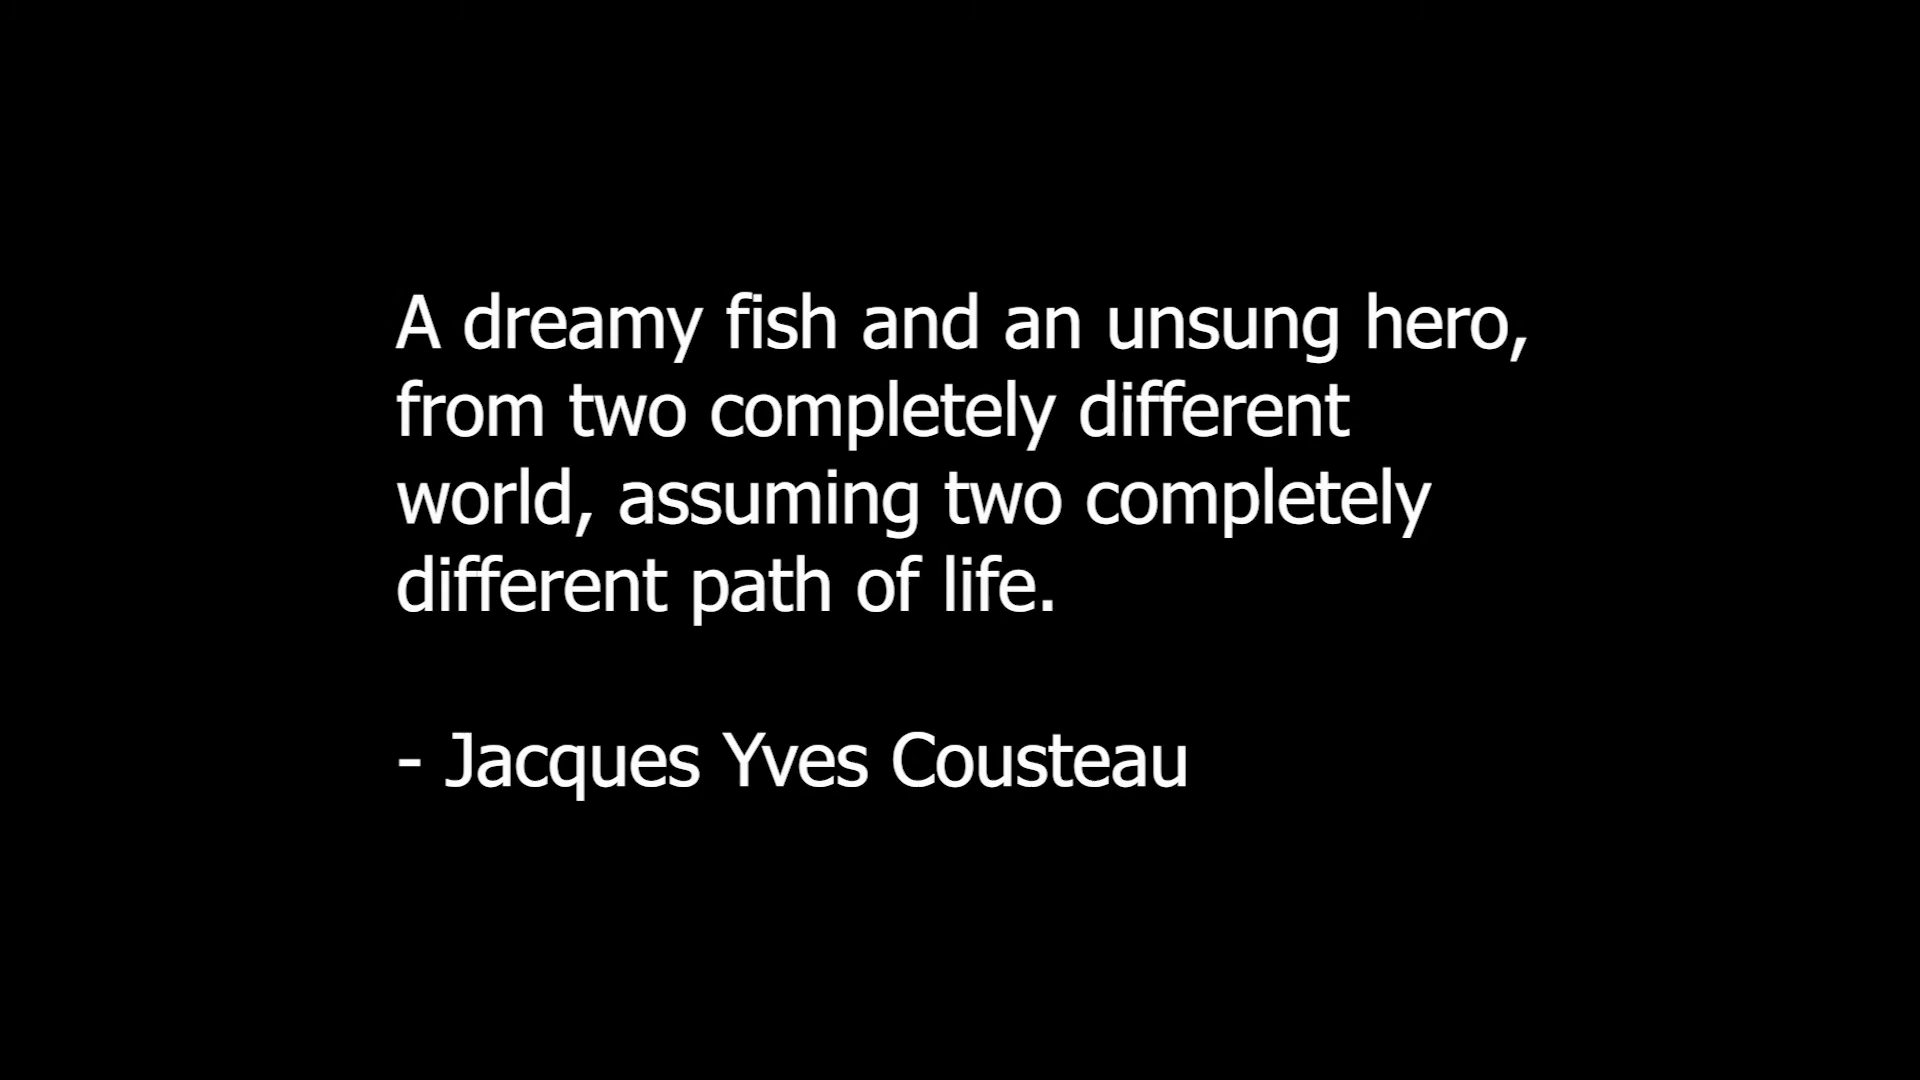 A dreamy fish and an unsung hero,
from two completely different
world, assuming two completely
different path of life.
- Jacques Yves Cousteau